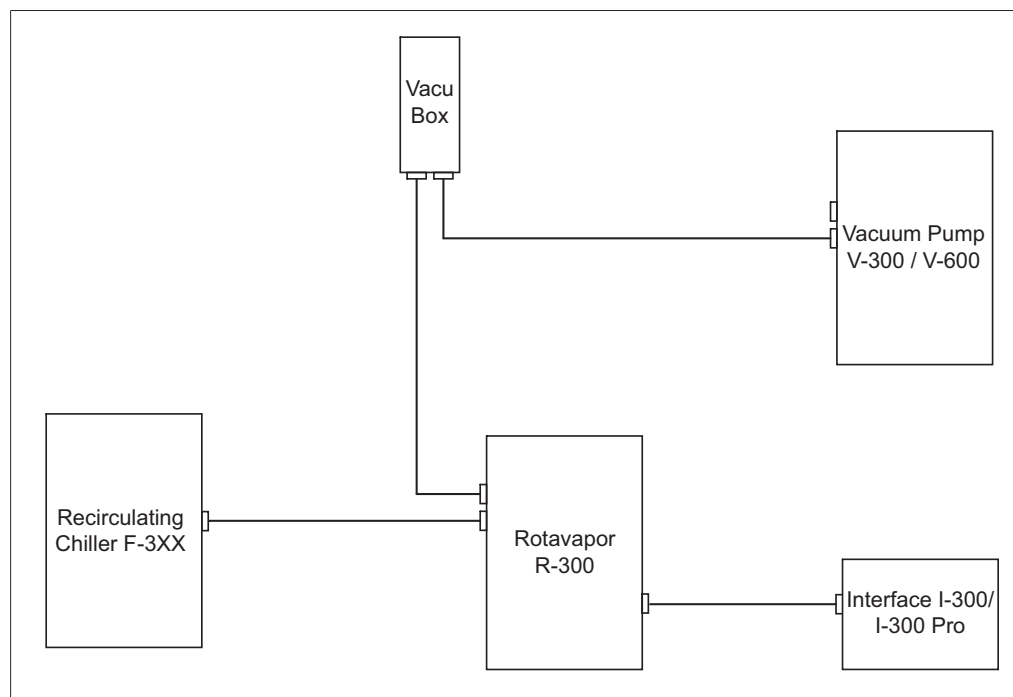 Vacu
Box
Vacuum Pump
V-300 / V-600
Recirculating
Chiller F-3XX
Rotavapor
R-300
Interface I-300/
I-300 Pro